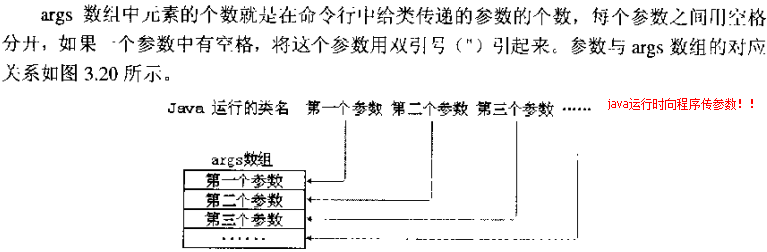 args 数组中元素的个数就是在命令行中给类传递的参数的个数，每个参数之间用空格
分开，如果一个参数中有空格，将这个参数用双引号（"）引起来。参数与 args 数组的对应
关系如图 3.20 所示。
Java 运行的类名 第一个参数 第二个参数 第三个参数 ……
java运行时向程序传参数！！
args数组
第一个参数
第二个参数
第三个参数
……